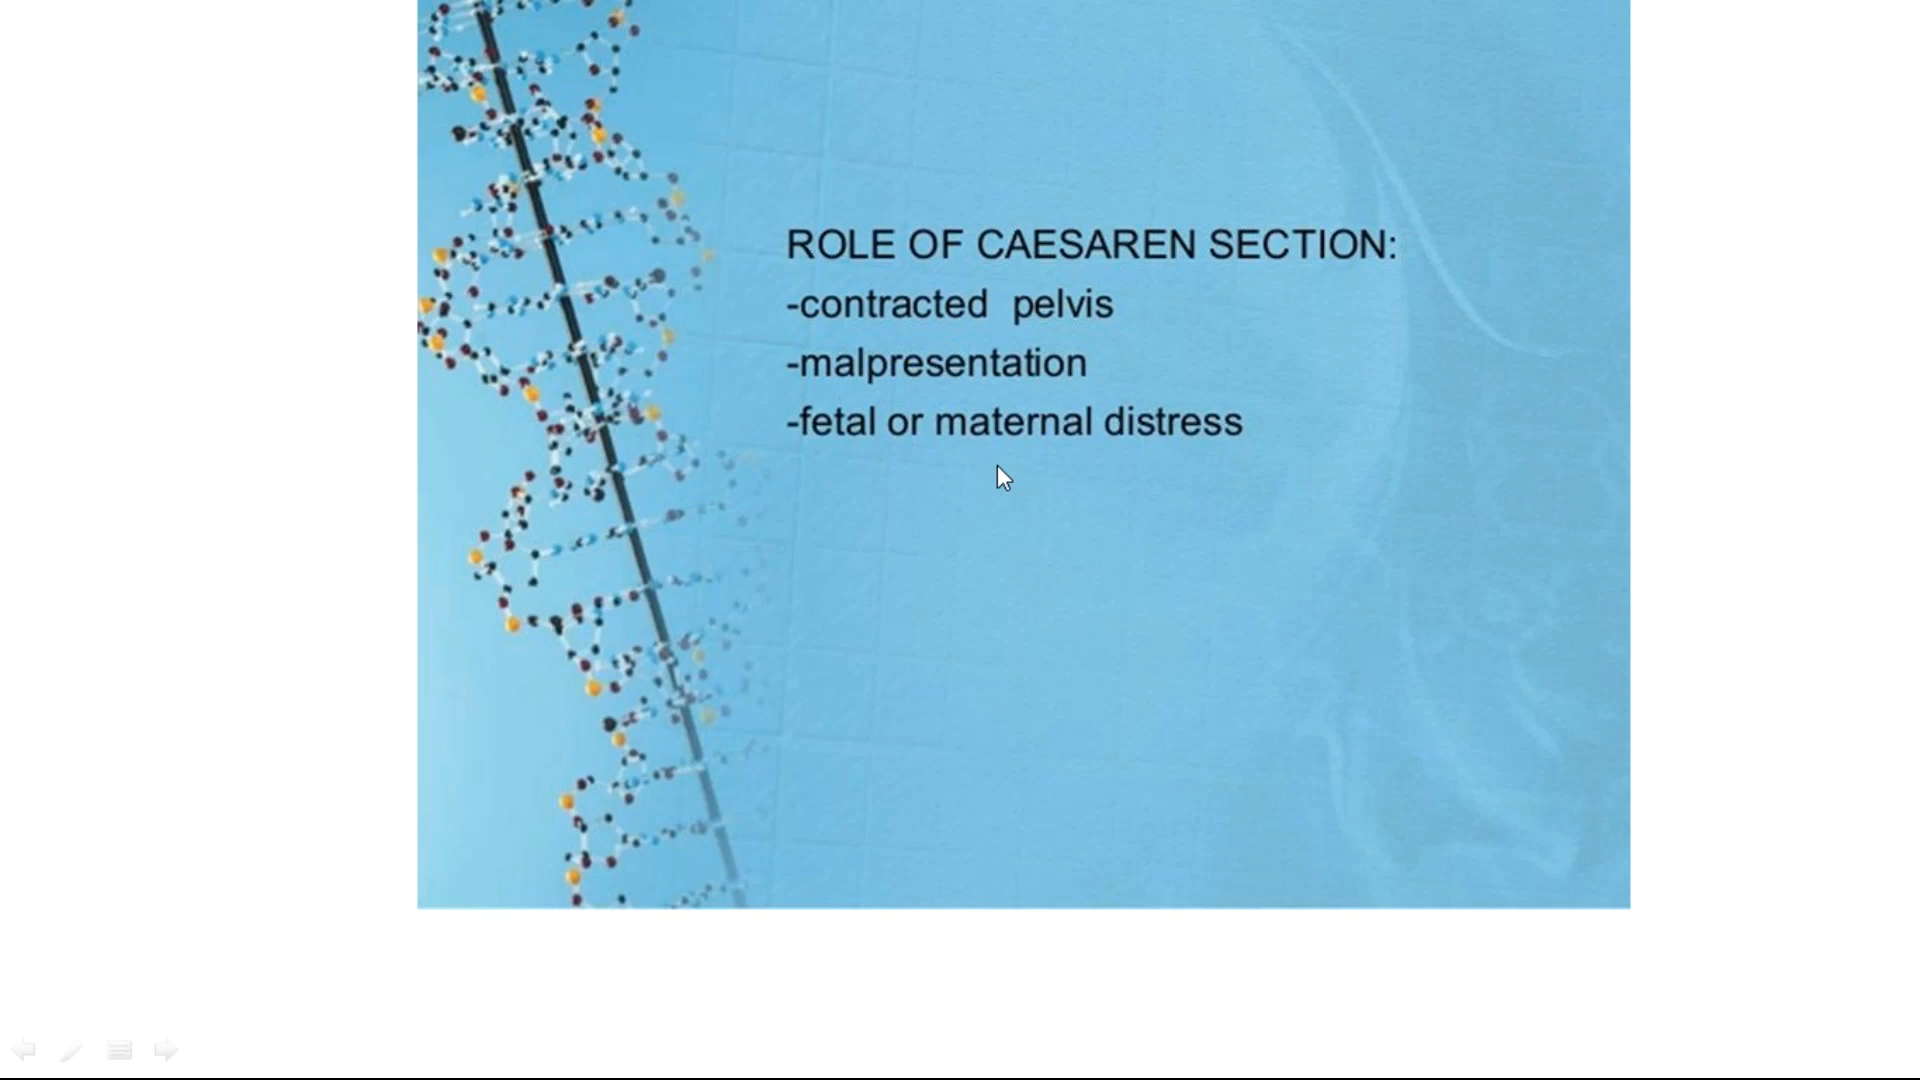 ROLE OF CAESAREN SECTION:
-contracted pelvis
-malpresentation
-fetal or maternal distress